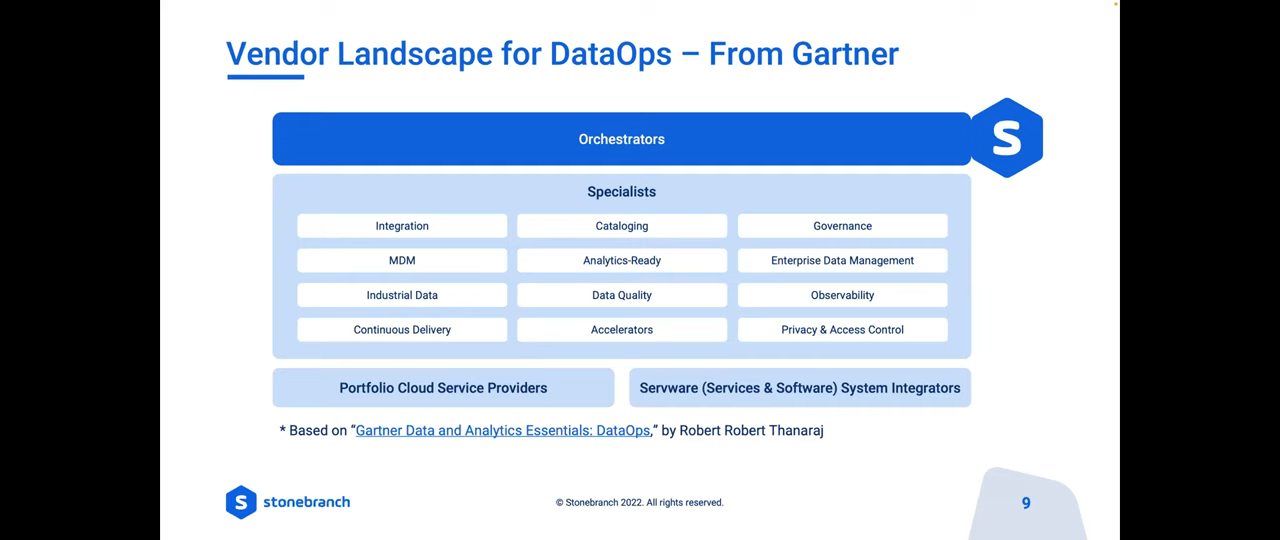 Vendor Landscape for DataOps – From Gartner
Orchestrators
S
Specialists
Integration
Cataloging
Governance
MDM
Analytics-Ready
Enterprise Data Management
Industrial Data
Data Quality
Observability
Continuous Delivery
Accelerators
Privacy & Access Control
Portfolio Cloud Service Providers
Servware (Services & Software) System Integrators
* Based on “Gartner Data and Analytics Essentials: DataOps,” by Robert Robert Thanaraj
S stonebranch
© Stonebranch 2022. All rights reserved.
9